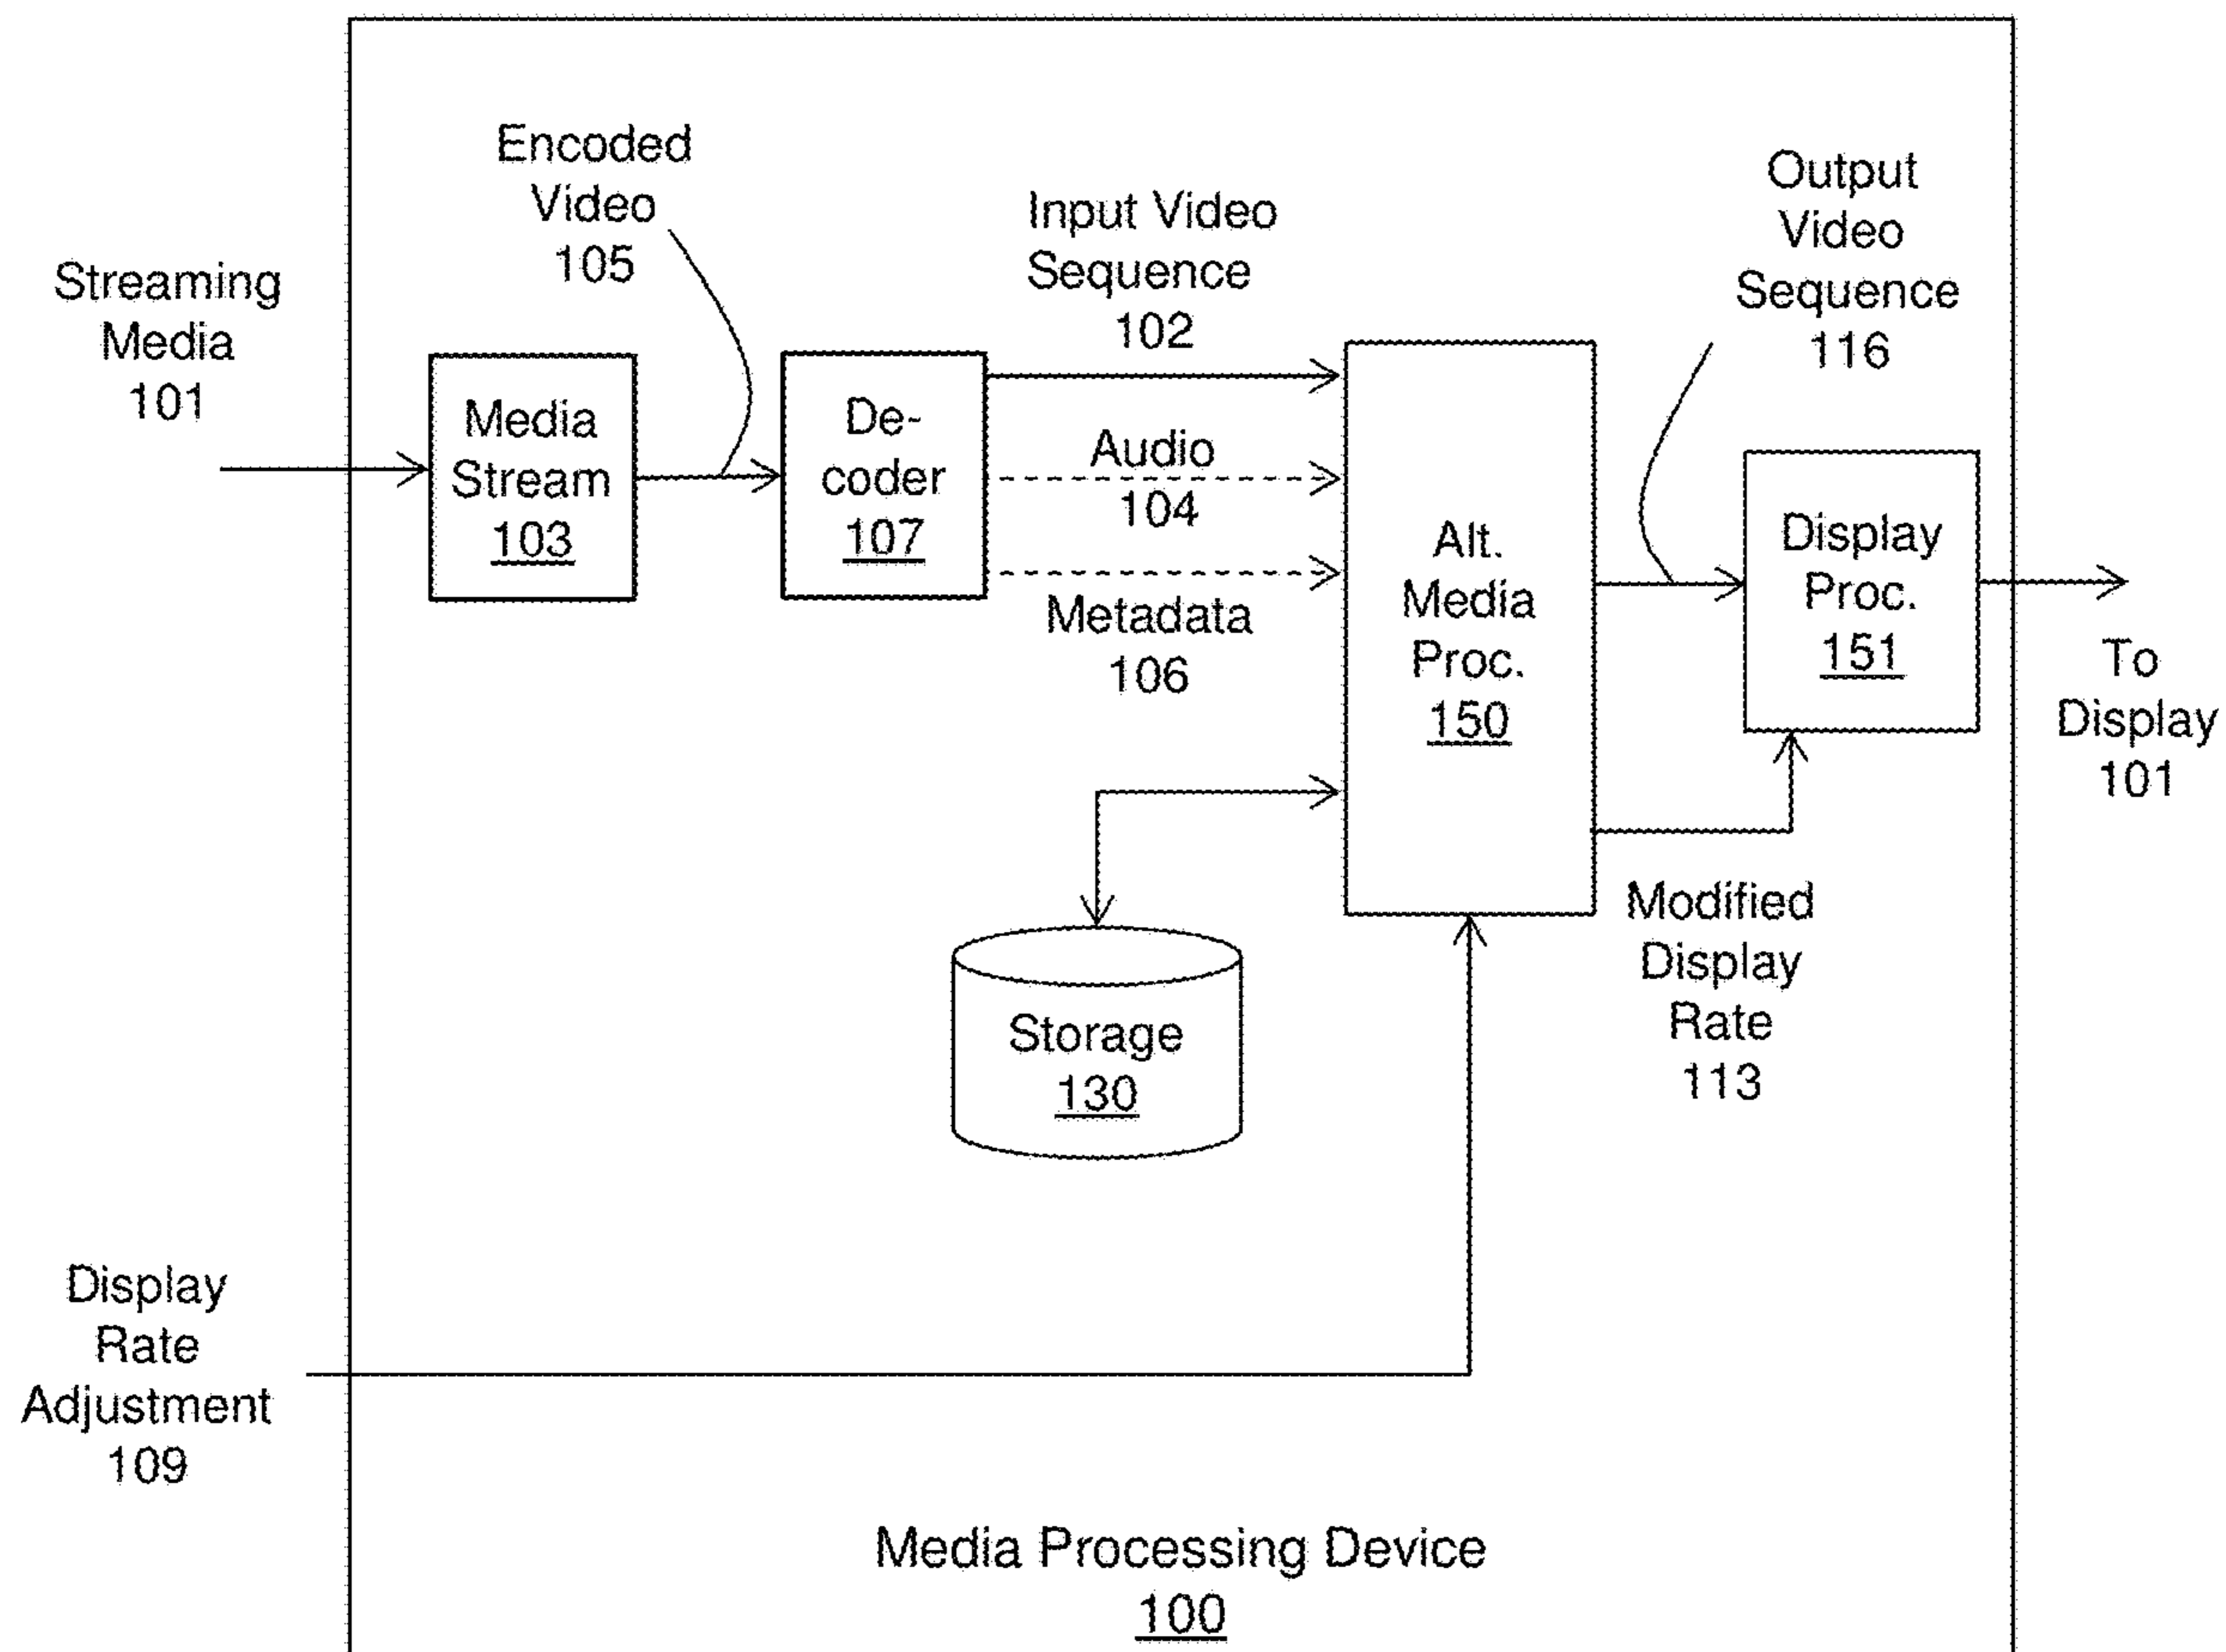 Encoded
Video
105
Streaming
Media
101
Input Video
Sequence
102
Output
Video
Sequence
116
Media
Stream
103
De-
coder
107
Audio
104
Metadata
106
Alt.
Media
Proc.
150
Display
Proc.
151
To
Display
101
Modified
Display
Rate
113
Storage
130
Display
Rate
Adjustment
109
Media Processing Device
100